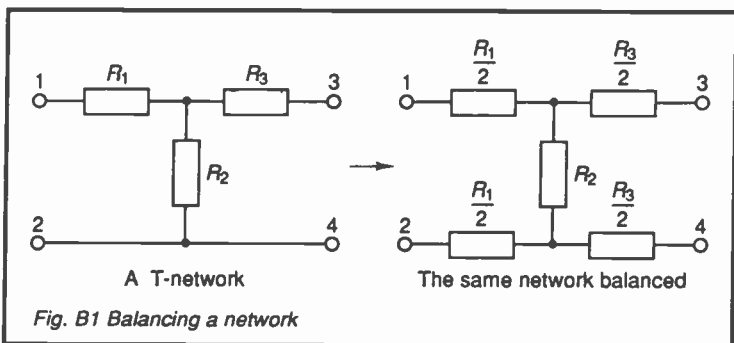 1 R1 R3 3
R2
2 4
A T-network
R1/2 R3/2
1 3
R2
R1/2 R3/2
2 4
The same network balanced
Fig. B1 Balancing a network